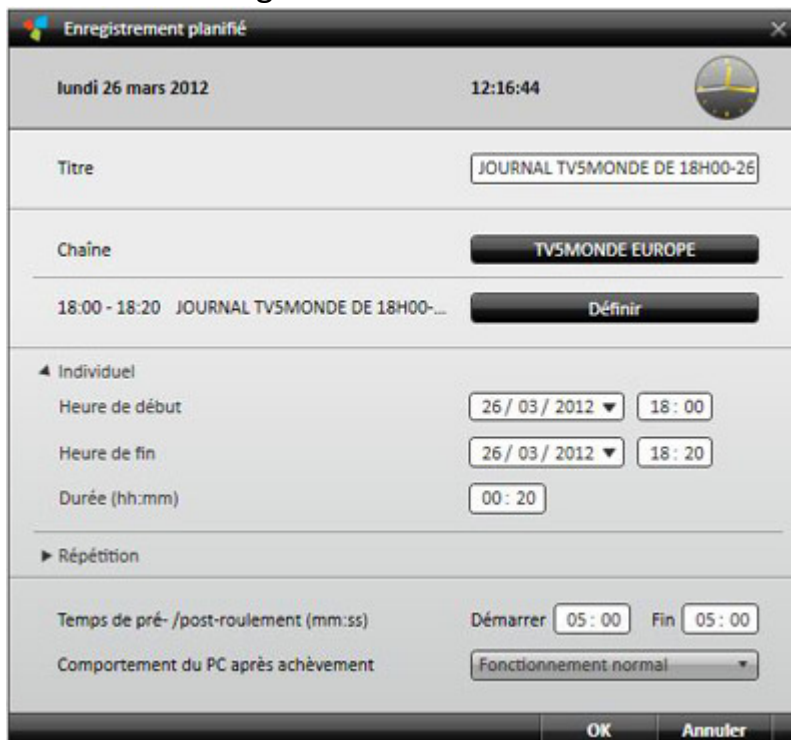 Enregistrement planifié
lundi 26 mars 2012 12:16:44
Titre JOURNAL TV5MONDE DE 18H00-26
Chaîne TV5MONDE EUROPE
18:00 - 18:20 JOURNAL TV5MONDE DE 18H00-... Définir
Individuel
Heure de début 26 / 03 / 2012 18 : 00
Heure de fin 26 / 03 / 2012 18 : 20
Durée (hh:mm) 00 : 20
Répétition
Temps de pré- /post-roulement (mm:ss) Démarrer 05 : 00 Fin 05 : 00
Comportement du PC après achèvement Fonctionnement normal
OK Annuler